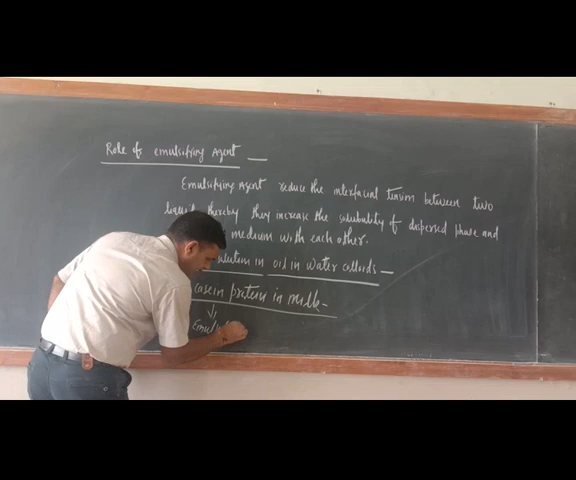 Role of emulsifying Agent —
Emulsifying Agent reduce the interfacial tension between two
thereby they increase the solubility of dispersed phase and
medium with each other.
in oil in water colloids —
casein protein in milk -
↓